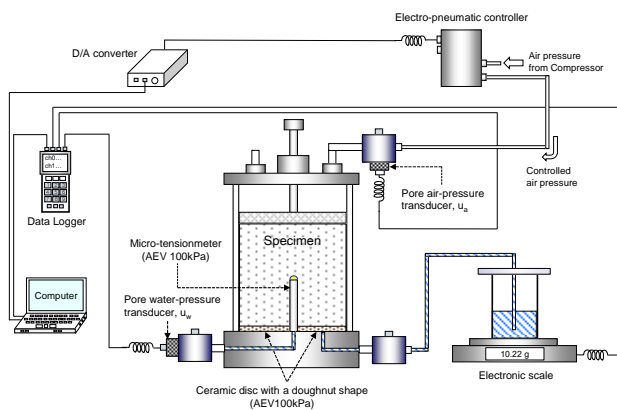 Electro-pneumatic controller
D/A converter
Air pressure
from Compressor
ch0...
ch1...
Data Logger
Controlled
air pressure
Pore air-pressure
transducer, ua
Specimen
Micro-tensionmeter
(AEV 100kPa)
Computer
Pore water-pressure
transducer, uw
10.22 g
Electronic scale
Ceramic disc with a doughnut shape
(AEV100kPa)